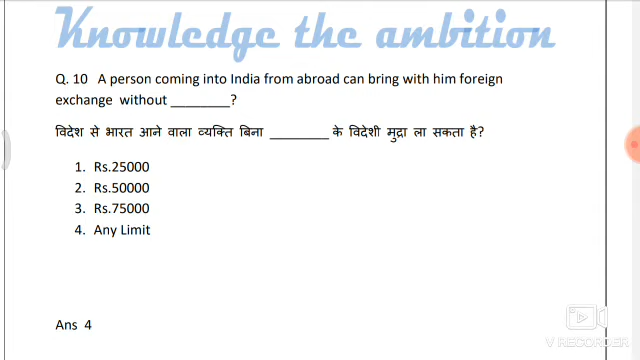 Knowledge the ambition
Q. 10 A person coming into India from abroad can bring with him foreign
exchange without ________?
विदेश से भारत आने वाला व्यक्ति बिना ________ के विदेशी मुद्रा ला सकता है?
1. Rs.25000
2. Rs.50000
3. Rs.75000
4. Any Limit
Ans 4
V RECORDER